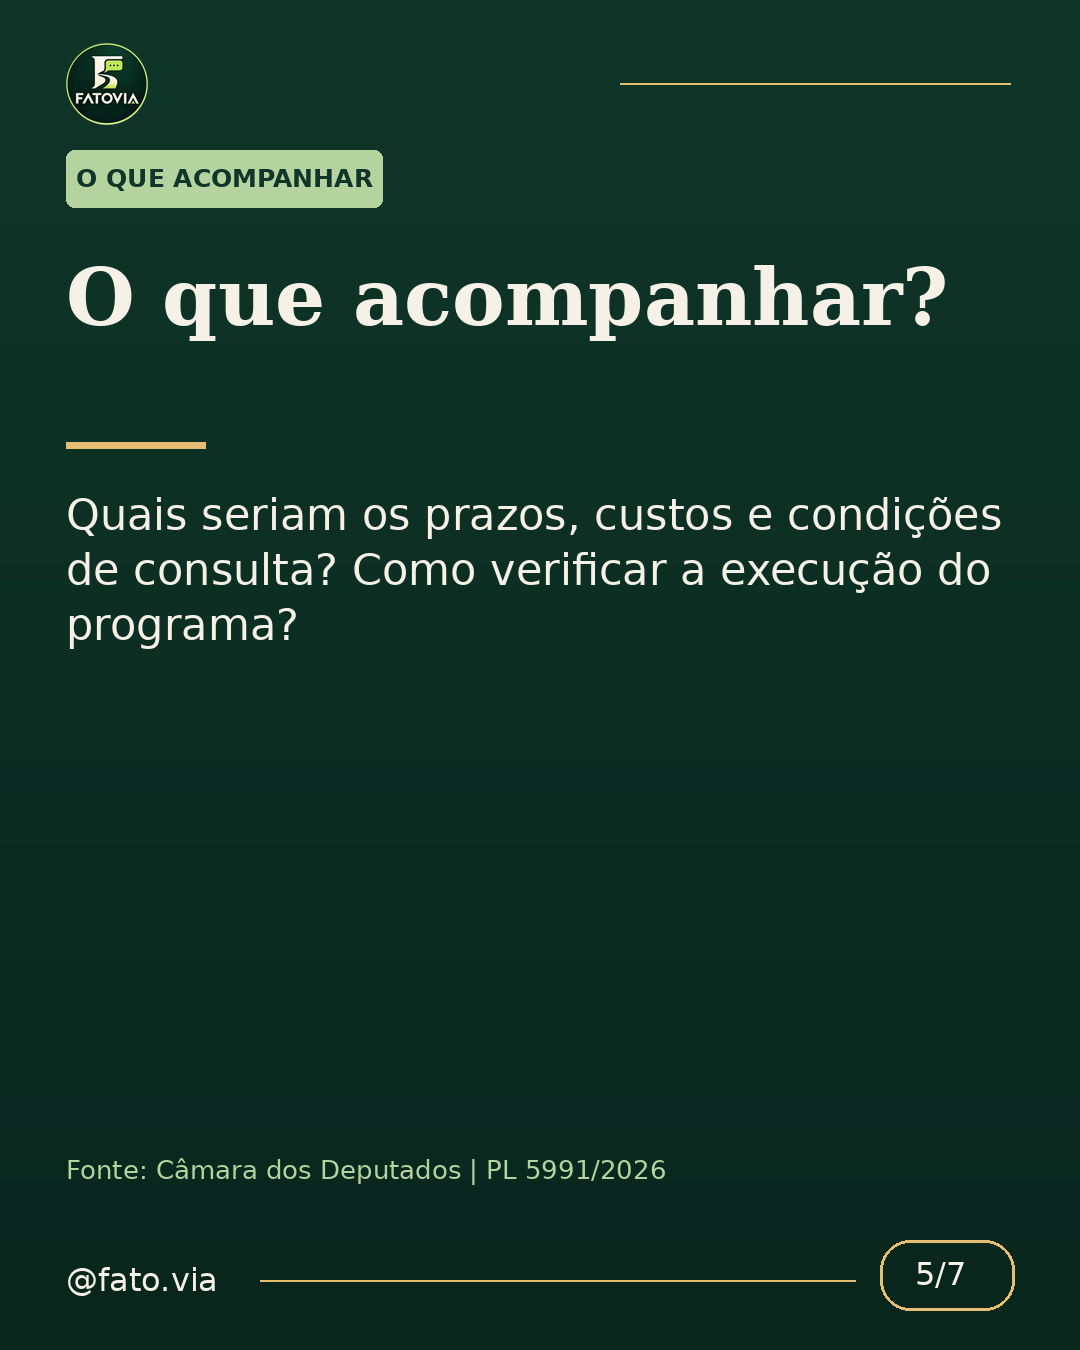 FATOVIA
O QUE ACOMPANHAR
O que acompanhar?
Quais seriam os prazos, custos e condições
de consulta? Como verificar a execução do
programa?
Fonte: Câmara dos Deputados | PL 5991/2026
@fato.via
5/7